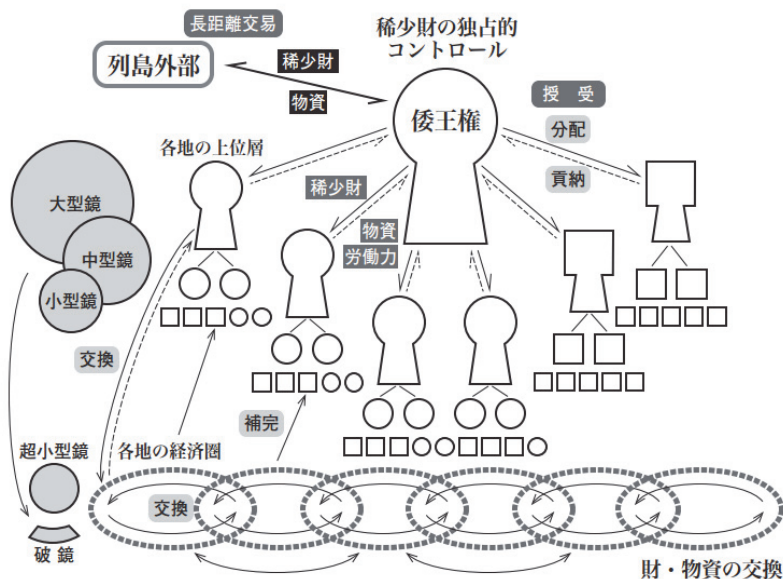 長距離交易
列島外部
稀少財
物資
稀少財の独占的
コントロール
倭王権
授 受
分配
貢納
各地の上位層
大型鏡
中型鏡
小型鏡
稀少財
物資
労働力
交換
補完
各地の経済圏
超小型鏡
破鏡
交換
財・物資の交換